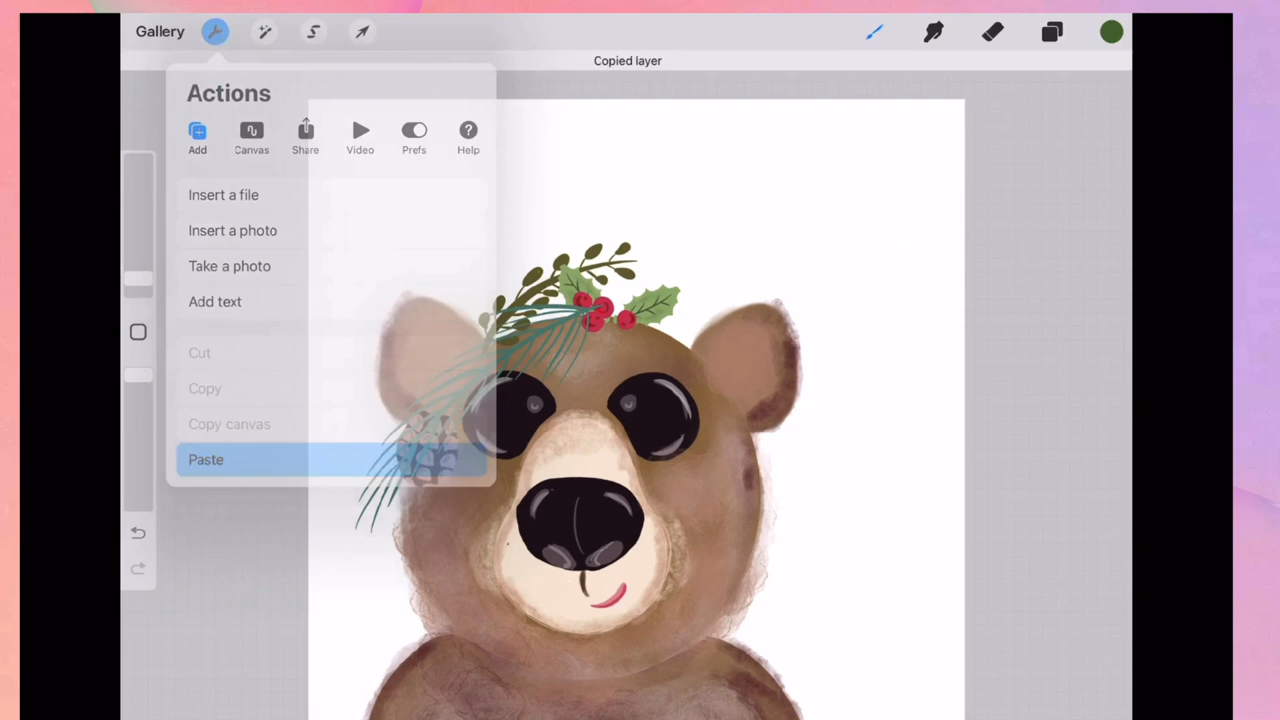 Gallery
Copied layer
Actions
Add Canvas Share Video Prefs Help
Insert a file
Insert a photo
Take a photo
Add text
Cut
Copy
Copy canvas
Paste